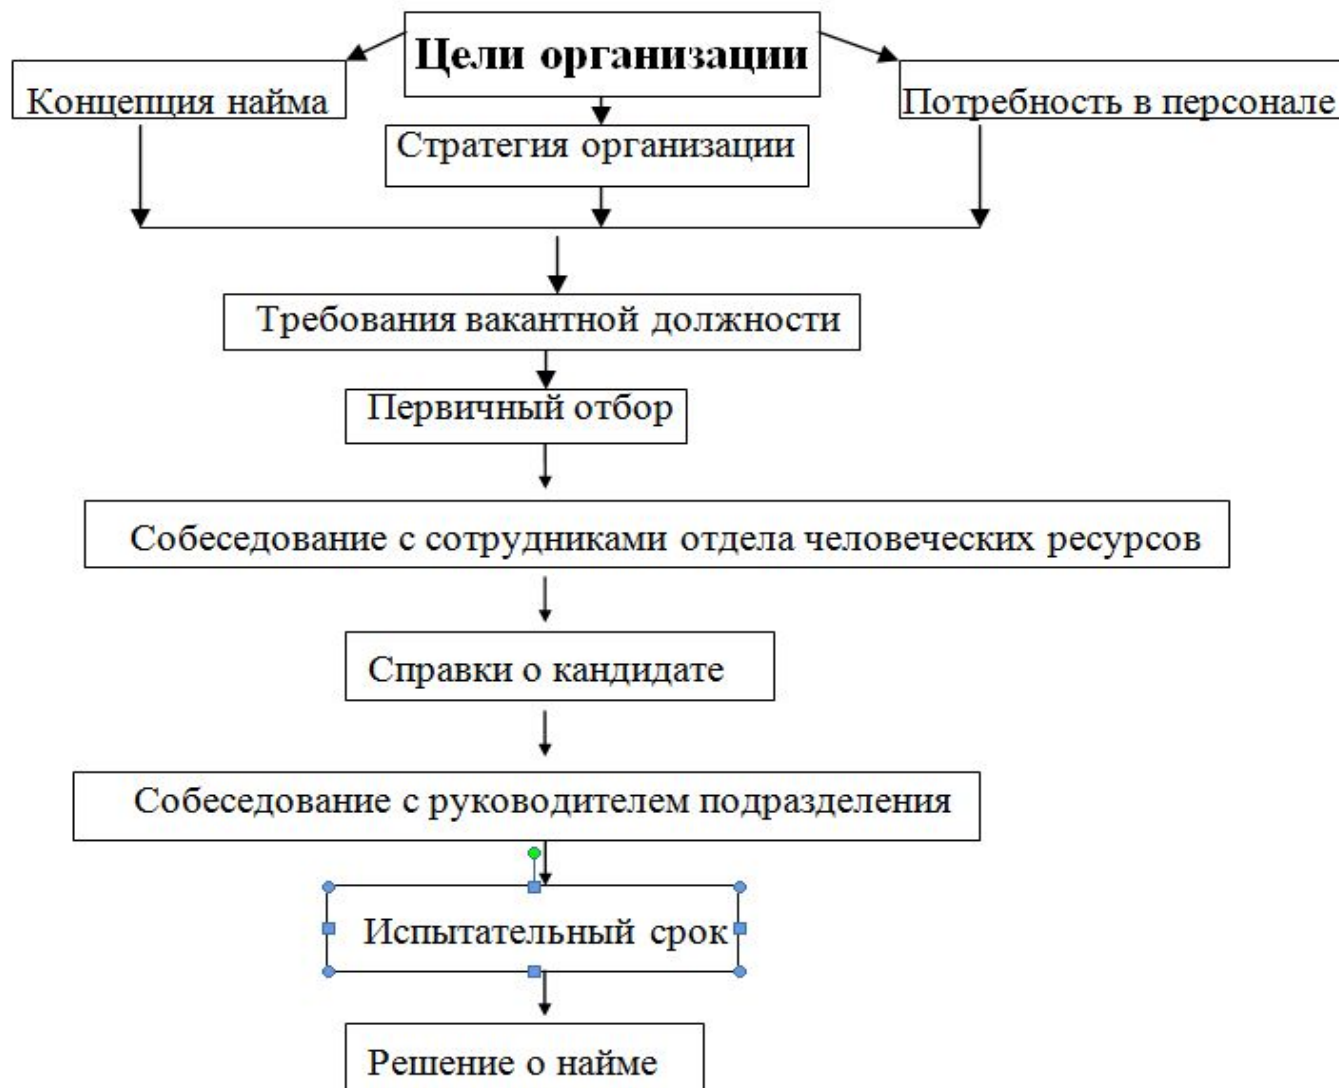 Цели организации
Концепция найма
Потребность в персонале
Стратегия организации
Требования вакантной должности
Первичный отбор
Собеседование с сотрудниками отдела человеческих ресурсов
Справки о кандидате
Собеседование с руководителем подразделения
Испытательный срок
Решение о найме